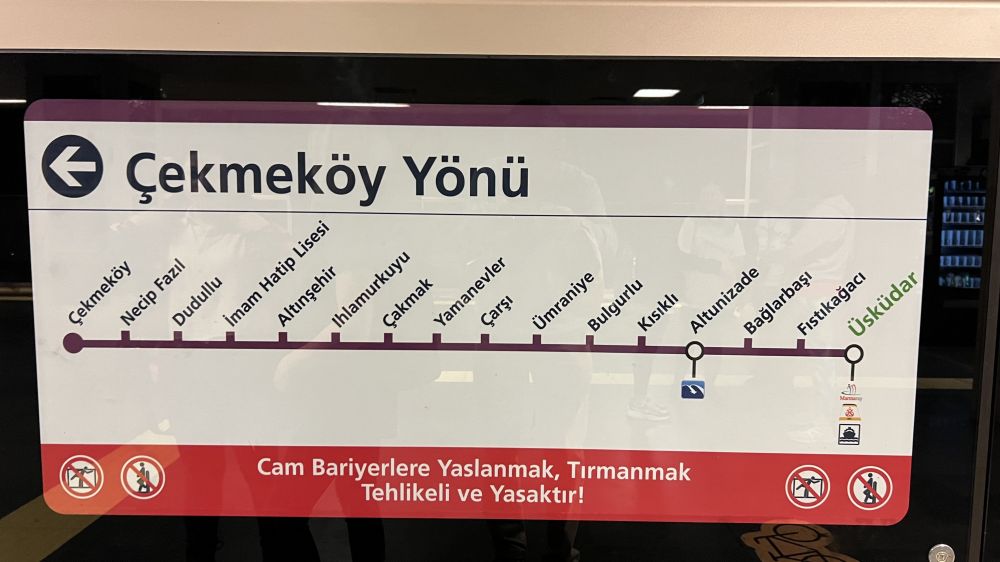 Çekmeköy Yönü
Çekmeköy
Necip Fazıl
Dudullu
İmam Hatip Lisesi
Altınşehir
Ihlamurkuyu
Çakmak
Yamanevler
Çarşı
Ümraniye
Bulgurlu
Kısıklı
Altunizade
Bağlarbaşı
Fıstıkağacı
Üsküdar
Marmaray
Cam Bariyerlere Yaslanmak, Tırmanmak
Tehlikeli ve Yasaktır!